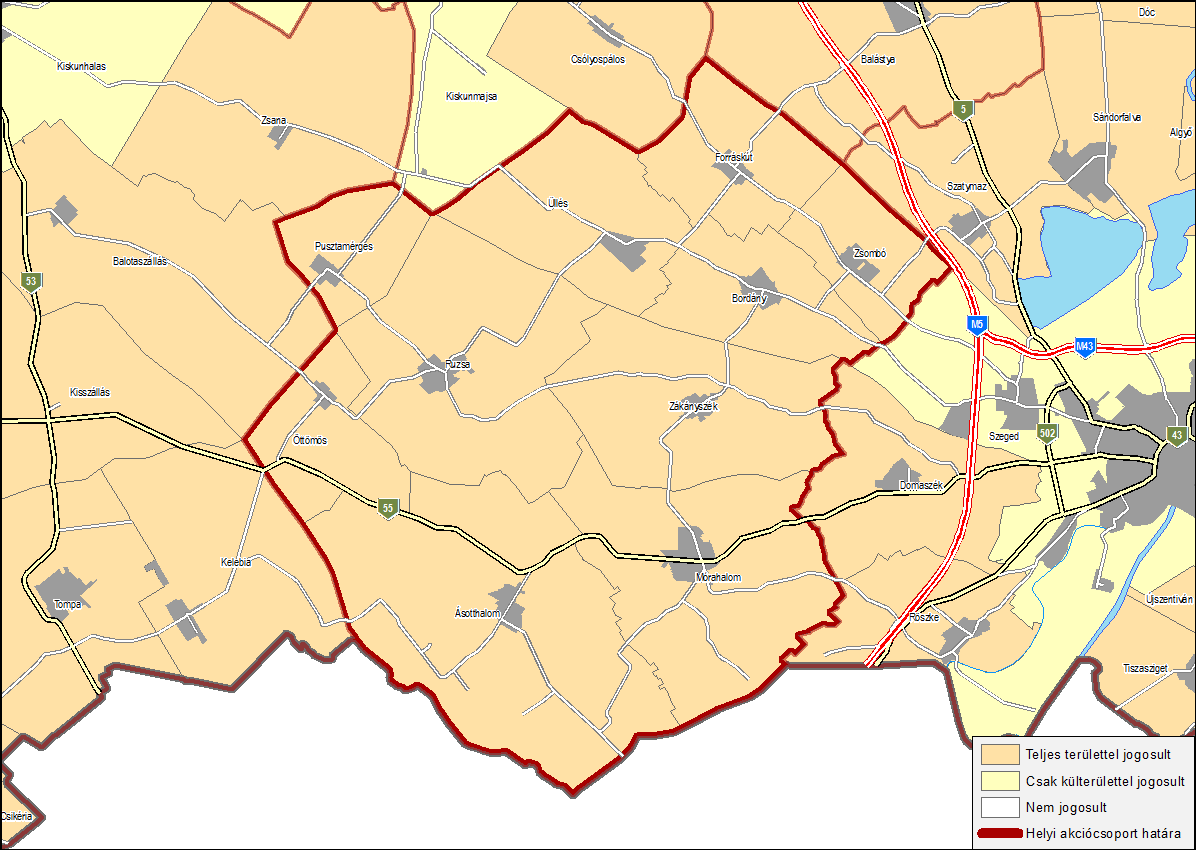 Dóc
Csólyospálos
Balástya
Kiskunhalas
Kiskunmajsa
5
Sándorfalva
Zsana
Algyő
Forráskút
Szatymaz
Üllés
Pusztamérges
Zsombó
Balotaszállás
53
Bordány
M5
M43
Ruzsa
Kisszállás
Zákányszék
Öttömös
Szeged
502
43
Domaszék
55
Kelebia
Mórahalom
Tompa
Ásotthalom
Újszentiván
Röszke
Tiszasziget
Csikéria
Teljes területtel jogosult
Csak külterülettel jogosult
Nem jogosult
Helyi akciócsoport határa